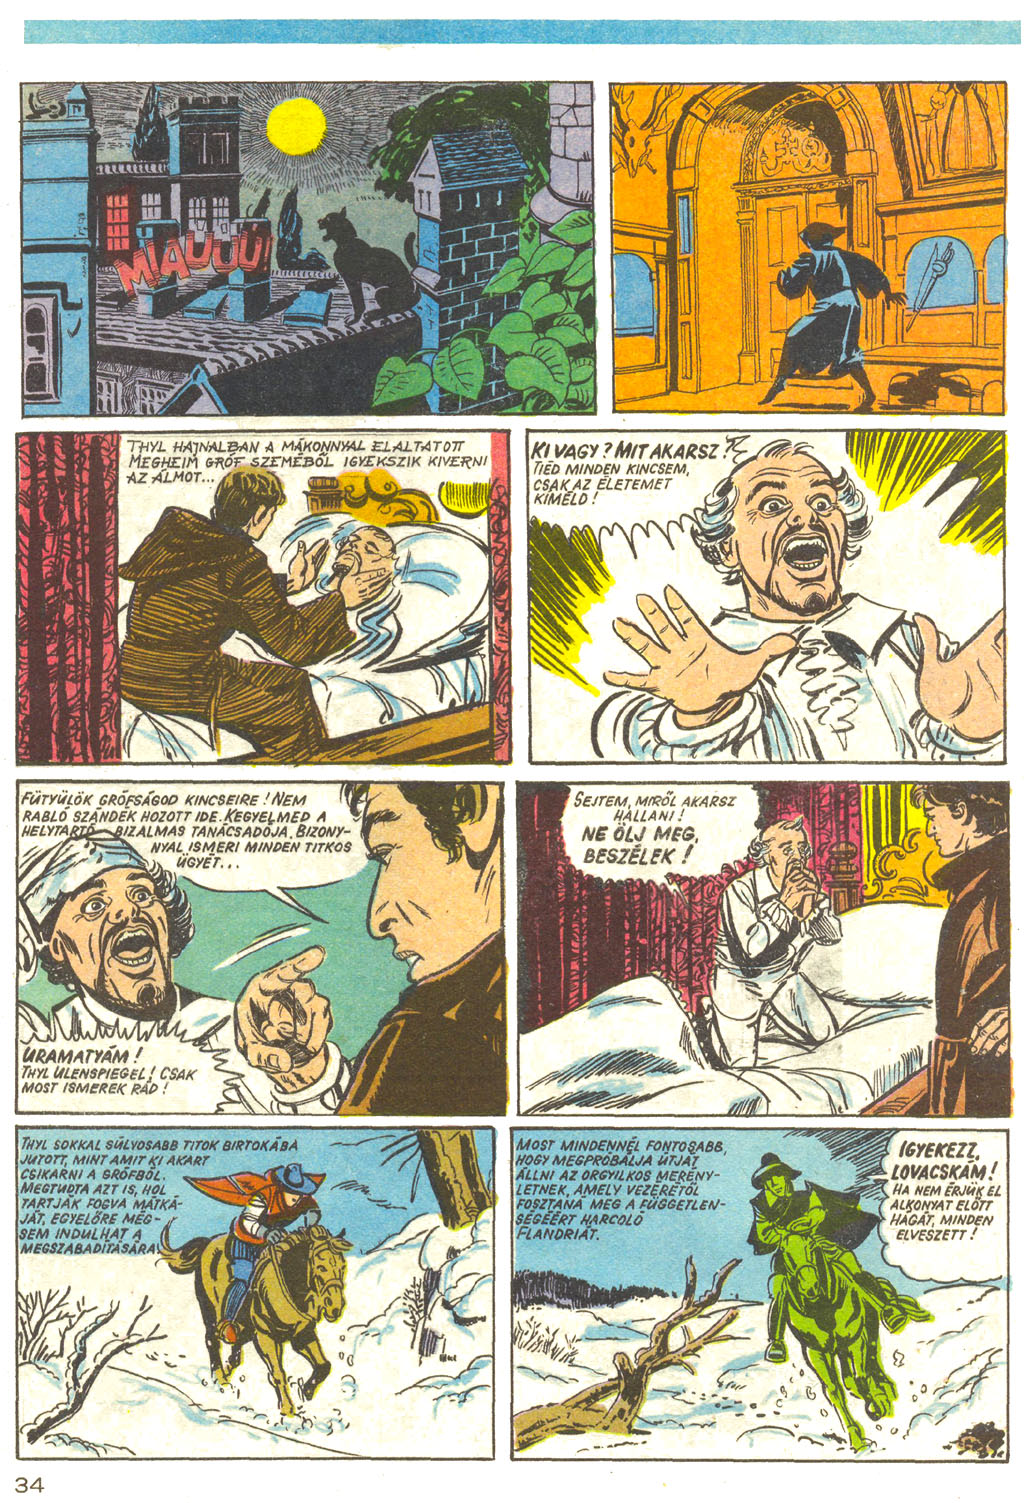 MIAUUU
THYL HAJNALBAN A MÁKONNYAL ELALTATOTT
MEGHEIM GRÓF SZEMÉBŐL IGYEKSZIK KIVERNI
AZ ÁLMOT...
KI VAGY? MIT AKARSZ?
TIÉD MINDEN KINCSEM,
CSAK AZ ÉLETEMET
KIMÉLD!
FÜTYÜLÖK GRÓFSÁGOD KINCSEIRE! NEM
RABLÓ SZÁNDÉK HOZOTT IDE. KEGYELMED A
HELYTARTÓ BIZALMAS TANÁCSADÓJA. BIZONY-
NYAL ISMERI MINDEN TITKOS
ÜGYÉT...
URAMATYÁM!
THYL ULENSPIEGEL! CSAK
MOST ISMEREK RÁD!
SEJTEM, MIRŐL AKARSZ
HALLANI!
NE ÖLJ MEG,
BESZÉLEK!
THYL SOKKAL SÚLYOSABB TITOK BIRTOKÁBA
JUTOTT, MINT AMIT KI AKART
CSIKARNI A GRÓFBÓL.
MEGTUDTA AZT IS, HOL
TARTJÁK FOGVA MÁTKÁ-
JÁT, EGYELŐRE MÉG-
SEM INDULHAT A
MEGSZABADÍTÁSÁRA!
MOST MINDENNÉL FONTOSABB,
HOGY MEGPRÓBÁLJA ÚTJÁT
ÁLLNI AZ ORGYILKOS MERÉNY-
LETNEK, AMELY VEZÉRÉTŐL
FOSZTANÁ MEG A FÜGGETLEN-
SÉGÉÉRT HARCOLÓ
FLANDRIÁT.
IGYEKEZZ,
LOVACSKÁM!
HA NEM ÉRJÜK EL
ALKONYAT ELŐTT
HÁGÁT, MINDEN
ELVESZETT!
34